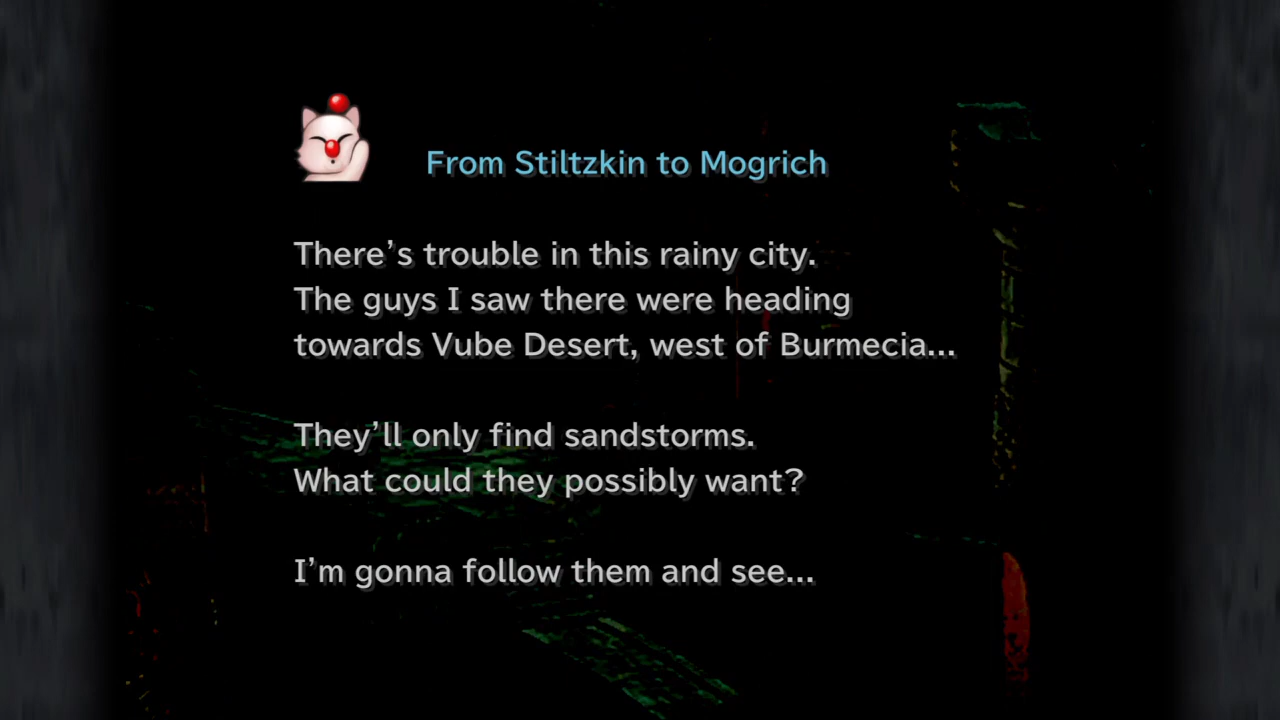 From Stiltzkin to Mogrich
There's trouble in this rainy city.
The guys I saw there were heading
towards Vube Desert, west of Burmecia...
They'll only find sandstorms.
What could they possibly want?
I'm gonna follow them and see...